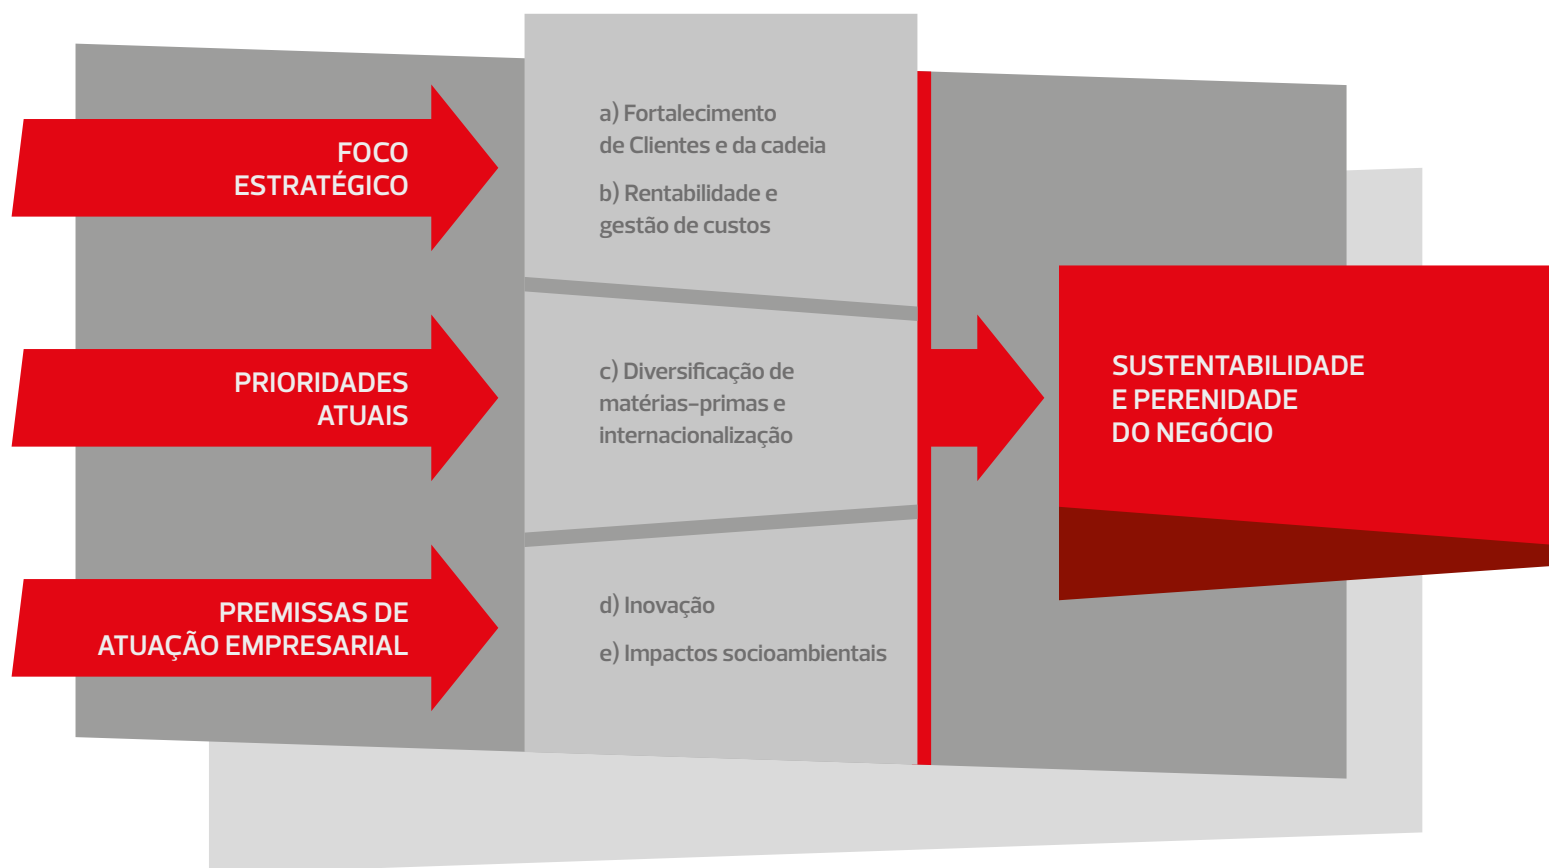 FOCO
ESTRATÉGICO
a) Fortalecimento
de Clientes e da cadeia
b) Rentabilidade e
gestão de custos
PRIORIDADES
ATUAIS
c) Diversificação de
matérias-primas e
internacionalização
PREMISSAS DE
ATUAÇÃO EMPRESARIAL
d) Inovação
e) Impactos socioambientais
SUSTENTABILIDADE
E PERENIDADE
DO NEGÓCIO